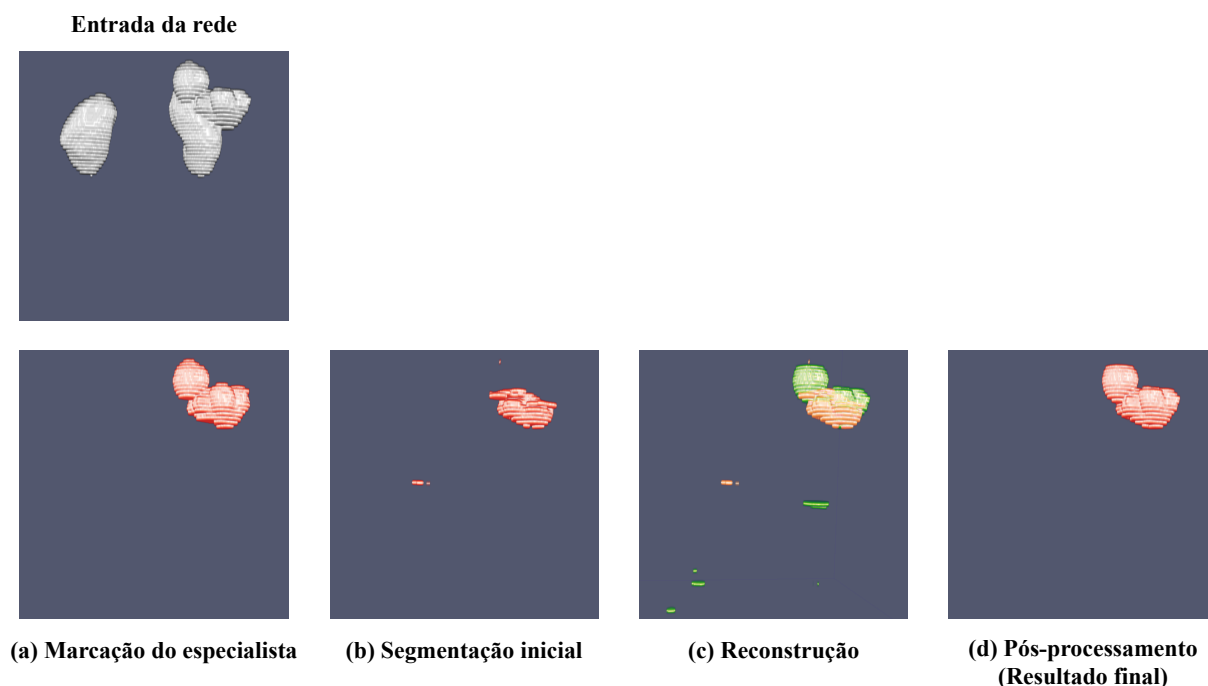 Entrada da rede
(a) Marcação do especialista
(b) Segmentação inicial
(c) Reconstrução
(d) Pós-processamento
(Resultado final)